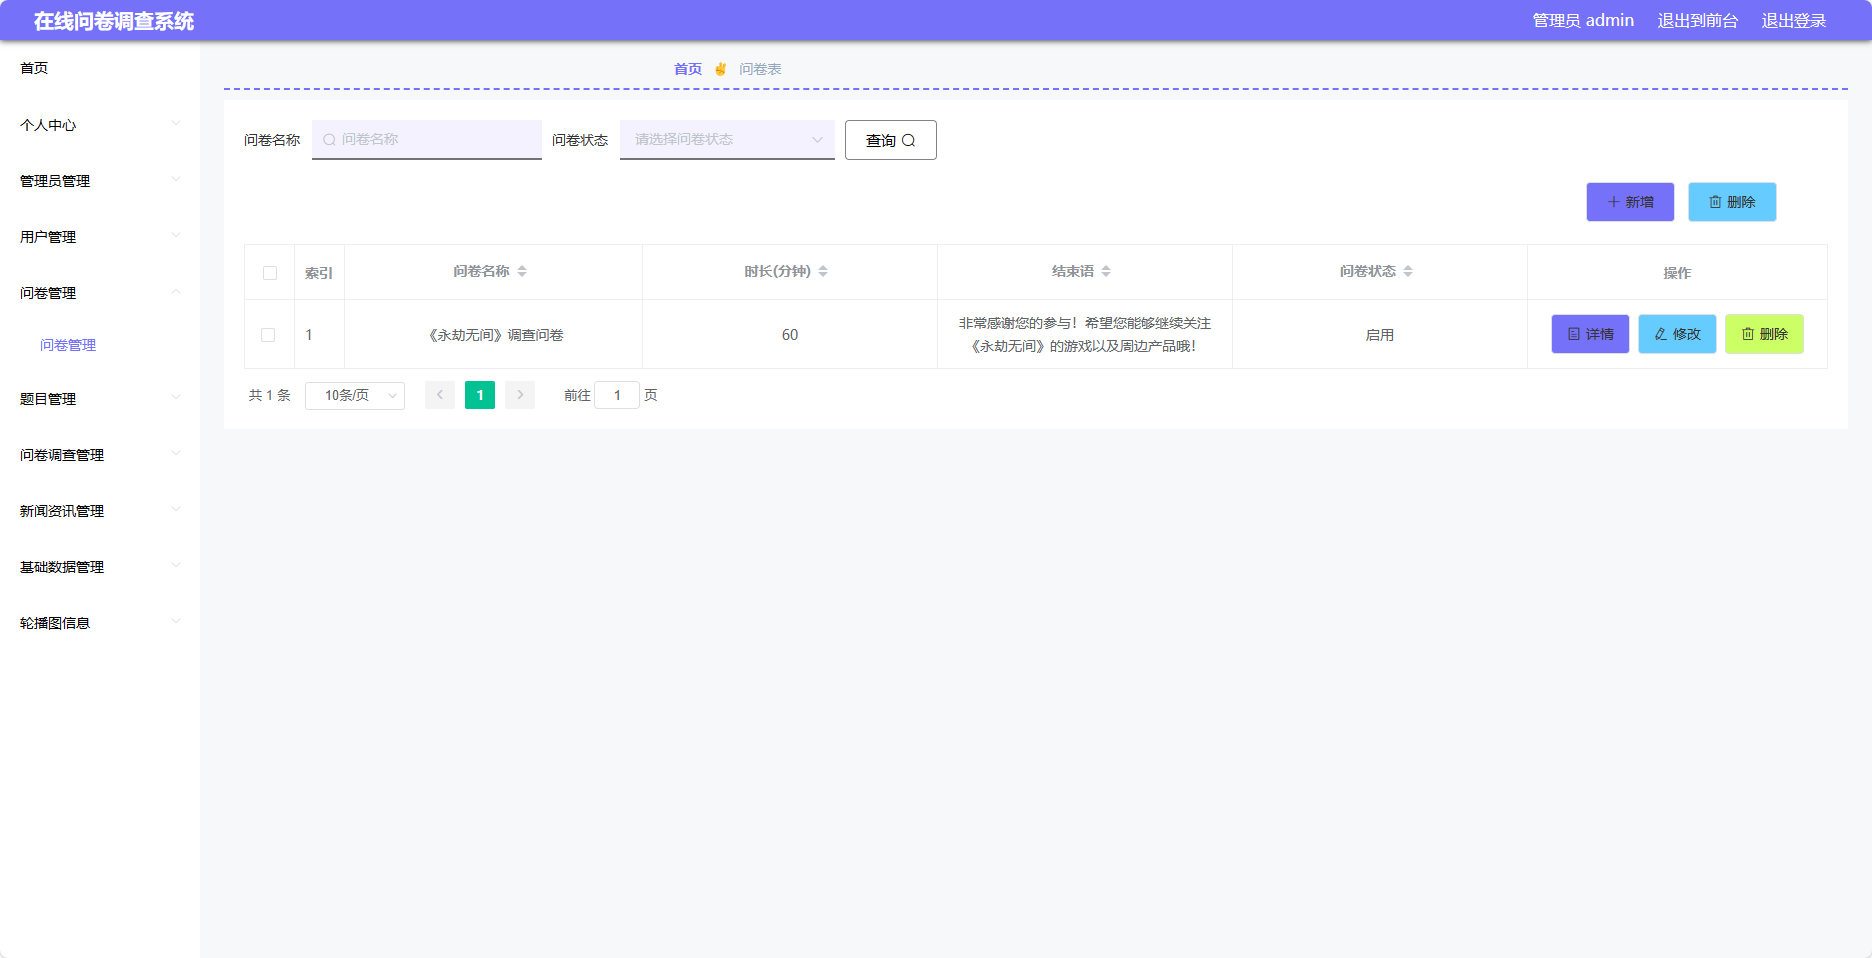 在线问卷调查系统
管理员 admin 退出到前台 退出登录
首页
个人中心
管理员管理
用户管理
问卷管理
问卷管理
题目管理
问卷调查管理
新闻资讯管理
基础数据管理
轮播图信息
首页 问卷表
问卷名称 问卷名称 问卷状态 请选择问卷状态 查询
新增 删除
索引 问卷名称 时长(分钟) 结束语 问卷状态 操作
1 《永劫无间》调查问卷 60 非常感谢您的参与！希望您能够继续关注
《永劫无间》的游戏以及周边产品哦！ 启用 详情 修改 删除
共 1 条 10条/页 1 前往 1 页